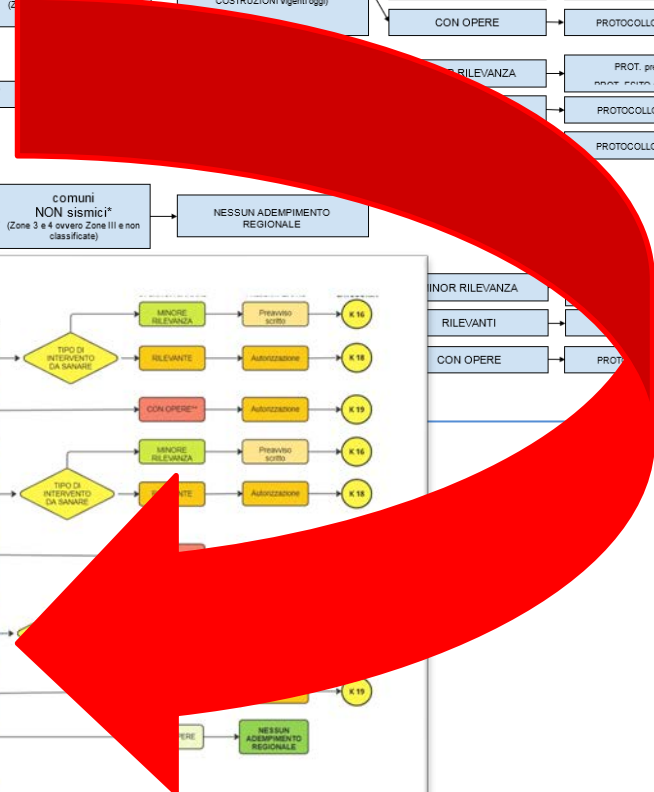 COSTRUZIONI vigenti oggi)
CON OPERE
PROTOCOLLO
RILEVANZA
PROT.
PROTOCOLLO
PROTOCOLLO
comuni
NON sismici*
(Zone 3 e 4 ovvero Zone III e non
classificate)
NESSUN ADEMPIMENTO
REGIONALE
MINOR RILEVANZA
RILEVANTI
CON OPERE
MINORE
RILEVANZA
Preavviso
scritto
K 16
TIPO DI
INTERVENTO
DA SANARE
RILEVANTE
Autorizzazione
K 18
CON OPERE**
Autorizzazione
K 19
MINORE
RILEVANZA
Preavviso
scritto
K 16
TIPO DI
INTERVENTO
DA SANARE
Autorizzazione
K 18
K 19
NESSUN
ADEMPIMENTO
REGIONALE